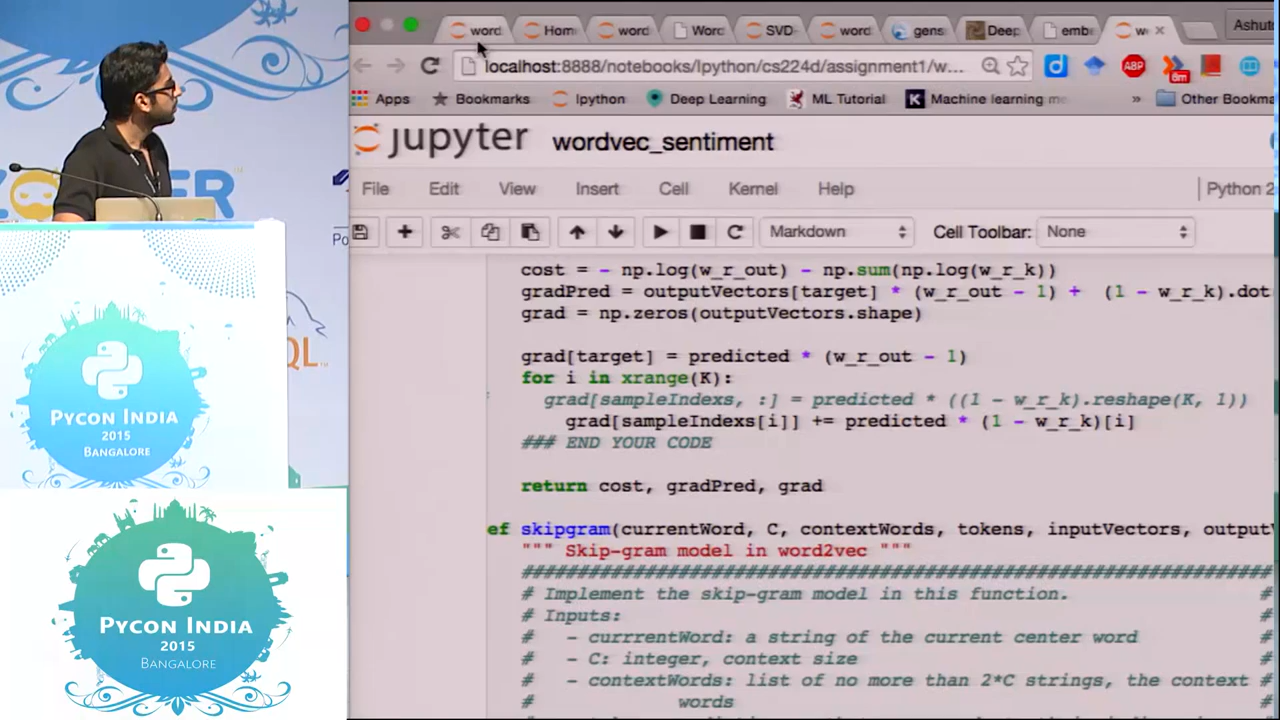 word
Hom
word
Word
SVD
word
gens
Deep
embe
w
Ashut
localhost:8888/notebooks/Ipython/cs224d/assignment1/w...
ABP
6m
Apps
Bookmarks
Ipython
Deep Learning
ML Tutorial
K
Machine learning me
»
Other Bookma
jupyter
wordvec_sentiment
File
Edit
View
Insert
Cell
Kernel
Help
Python 2
Markdown
Cell Toolbar:
None
cost = - np.log(w_r_out) - np.sum(np.log(w_r_k))
gradPred = outputVectors[target] * (w_r_out - 1) + (1 - w_r_k).dot
grad = np.zeros(outputVectors.shape)
grad[target] = predicted * (w_r_out - 1)
for i in xrange(K):
grad[sampleIndexs, :] = predicted * ((1 - w_r_k).reshape(K, 1))
grad[sampleIndexs[i]] += predicted * (1 - w_r_k)[i]
### END YOUR CODE
return cost, gradPred, grad
ef skipgram(currentWord, C, contextWords, tokens, inputVectors, outputV
""" Skip-gram model in word2vec """
# Implement the skip-gram model in this function. #
# Inputs: #
# - currrentWord: a string of the current center word #
# - C: integer, context size #
# - contextWords: list of no more than 2*C strings, the context #
# words #
QL
PYCON INDIA
2015
BANGALORE
PYCON INDIA
2015
BANGALORE